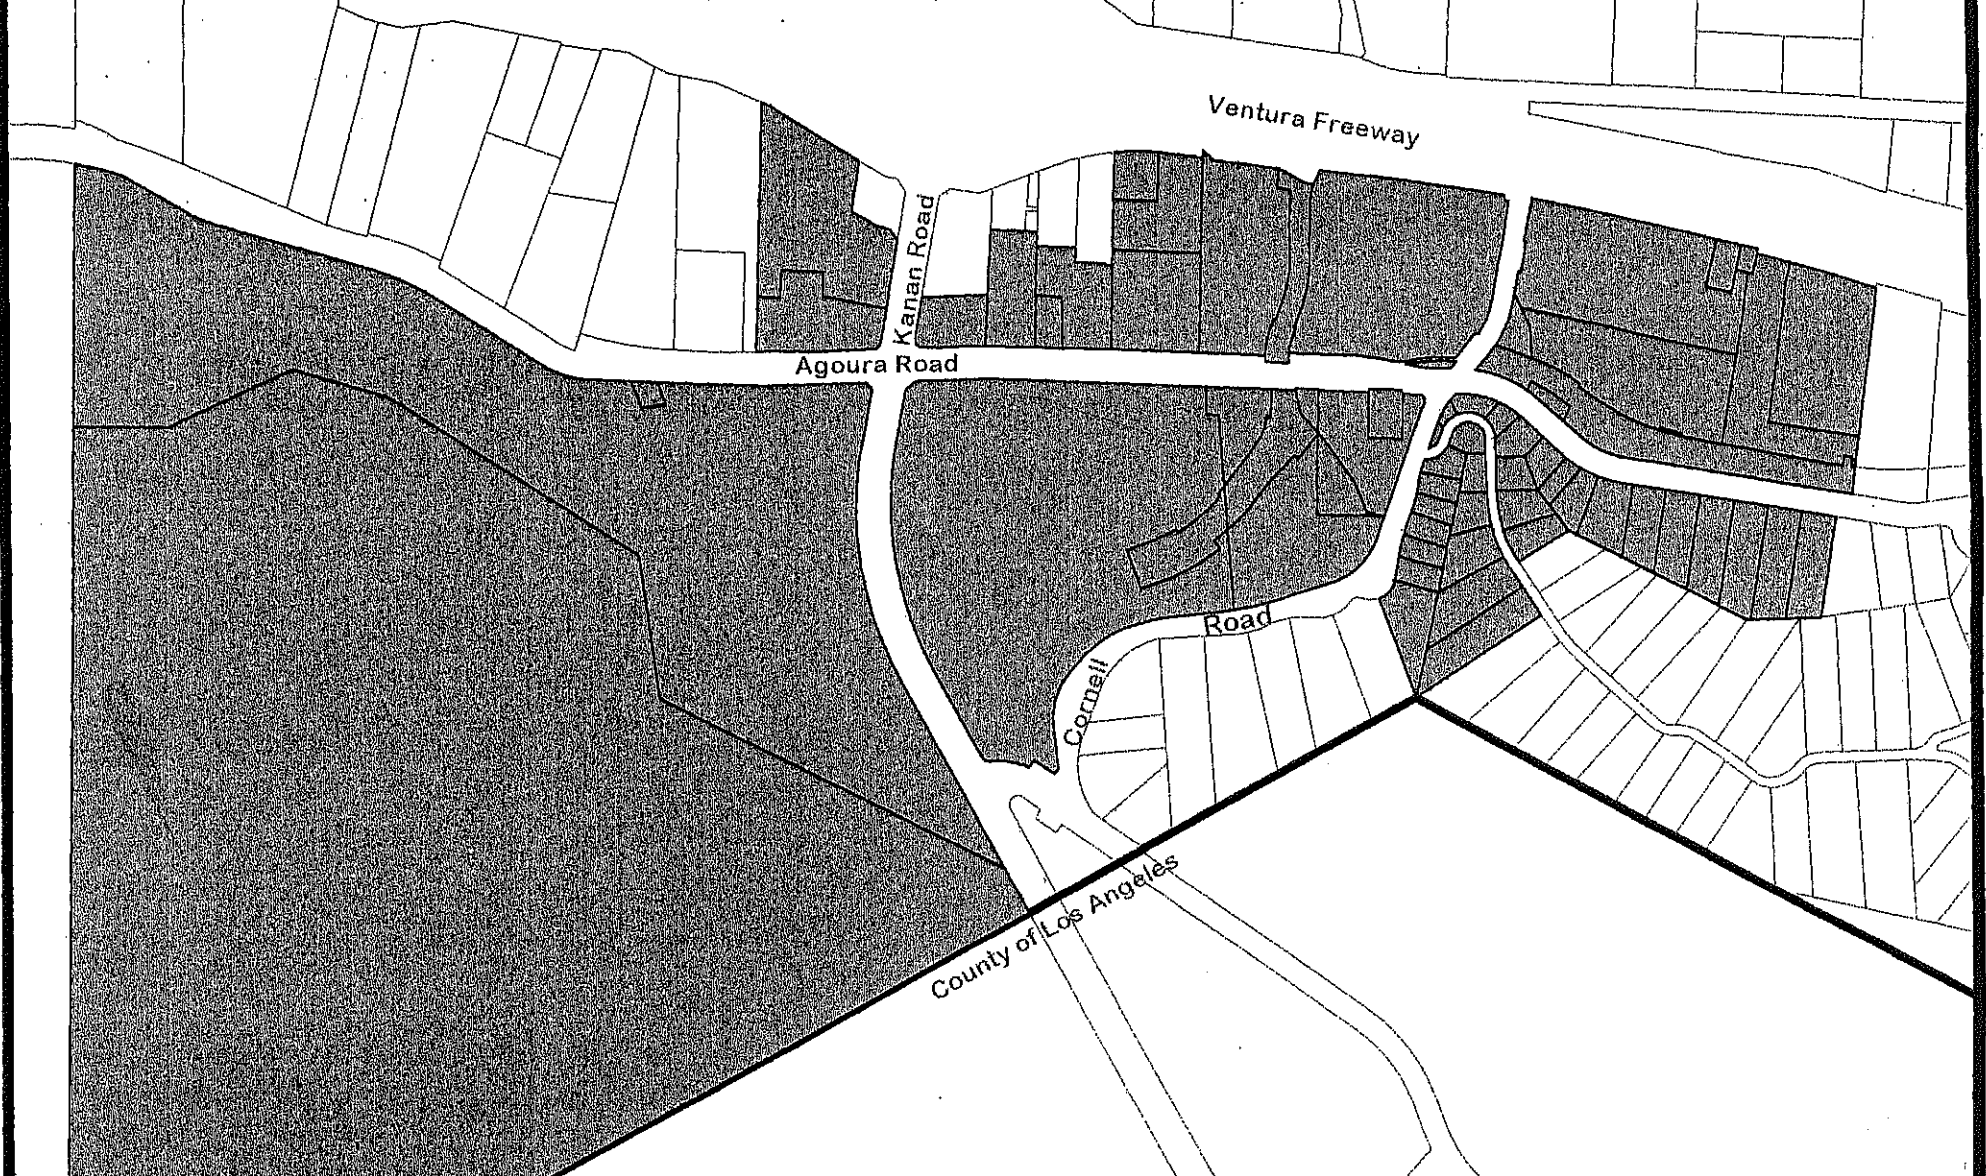 Ventura Freeway
Kanan Road
Agoura Road
Road
Cornell
County of Los Angeles